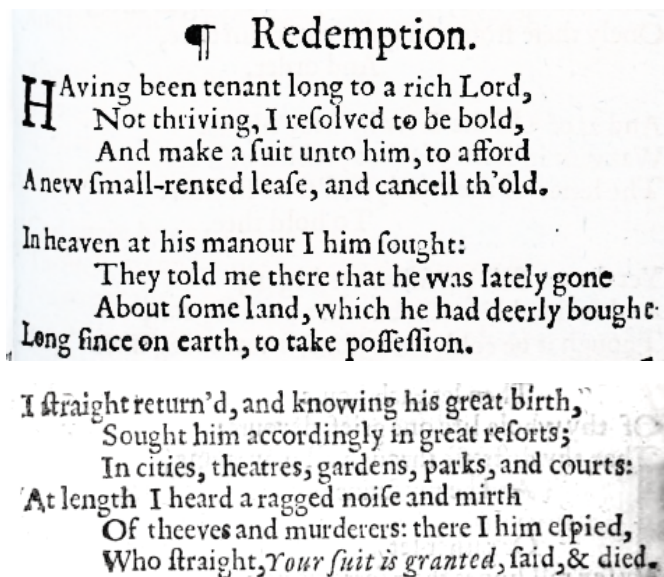 ¶ Redemption.
HAving been tenant long to a rich Lord,
Not thriving, I reſolved to be bold,
And make a ſuit unto him, to afford
A new ſmall-rented leaſe, and cancell th'old.
In heaven at his manour I him ſought:
They told me there that he was lately gone
About ſome land, which he had deerly bought
Long ſince on earth, to take poſſeſſion.
I ſtraight return'd, and knowing his great birth,
Sought him accordingly in great reſorts;
In cities, theatres, gardens, parks, and courts:
At length I heard a ragged noiſe and mirth
Of theeves and murderers: there I him eſpied,
Who ſtraight, Your ſuit is granted, ſaid, & died.